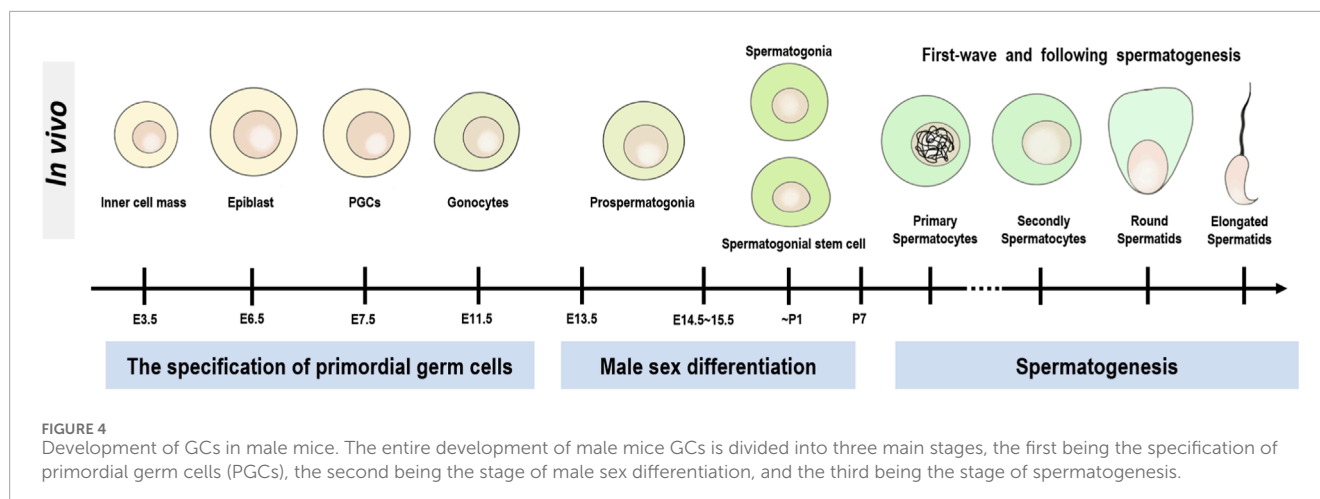 In vivo
Spermatogonia
First-wave and following spermatogenesis
Inner cell mass
Epiblast
PGCs
Gonocytes
Prospermatogonia
Spermatogonial stem cell
Primary
Spermatocytes
Secondly
Spermatocytes
Round
Spermatids
Elongated
Spermatids
E3.5
E6.5
E7.5
E11.5
E13.5
E14.5~15.5
~P1
P7
The specification of primordial germ cells
Male sex differentiation
Spermatogenesis
FIGURE 4
Development of GCs in male mice. The entire development of male mice GCs is divided into three main stages, the first being the specification of
primordial germ cells (PGCs), the second being the stage of male sex differentiation, and the third being the stage of spermatogenesis.